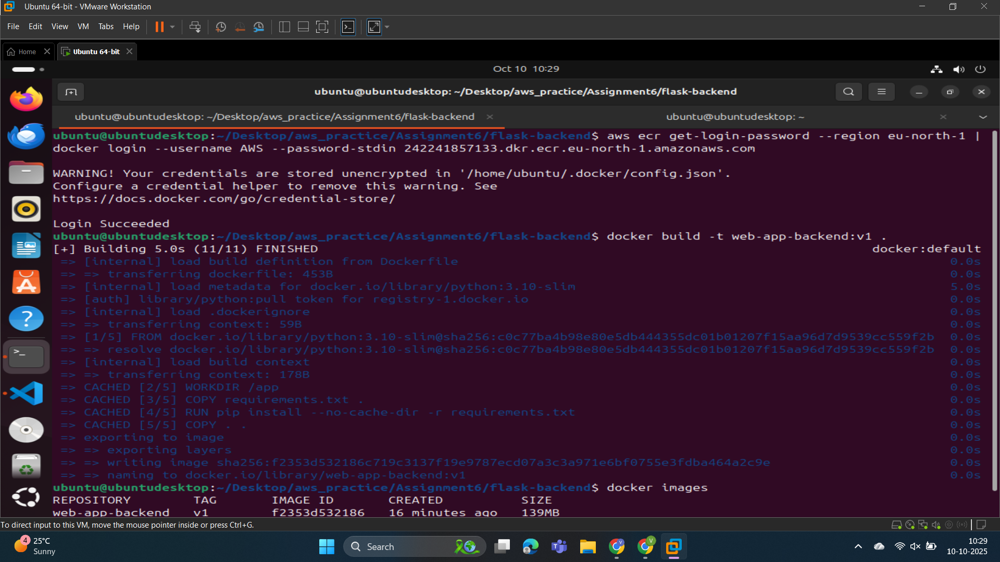 Ubuntu 64-bit - VMware Workstation
File Edit View VM Tabs Help
Home Ubuntu 64-bit
Oct 10 10:29
ubuntu@ubuntudesktop: ~/Desktop/aws_practice/Assignment6/flask-backend
ubuntu@ubuntudesktop: ~/Desktop/aws_practice/Assignment6/flask-backend ubuntu@ubuntudesktop: ~
ubuntu@ubuntudesktop:~/Desktop/aws_practice/Assignment6/flask-backend$ aws ecr get-login-password --region eu-north-1 |
docker login --username AWS --password-stdin 242241857133.dkr.ecr.eu-north-1.amazonaws.com
WARNING! Your credentials are stored unencrypted in '/home/ubuntu/.docker/config.json'.
Configure a credential helper to remove this warning. See
https://docs.docker.com/go/credential-store/
Login Succeeded
ubuntu@ubuntudesktop:~/Desktop/aws_practice/Assignment6/flask-backend$ docker build -t web-app-backend:v1 .
[+] Building 5.0s (11/11) FINISHED docker:default
=> [internal] load build definition from Dockerfile 0.0s
=> => transferring dockerfile: 453B 0.0s
=> [internal] load metadata for docker.io/library/python:3.10-slim 5.0s
=> [auth] library/python:pull token for registry-1.docker.io 0.0s
=> [internal] load .dockerignore 0.0s
=> => transferring context: 59B 0.0s
=> [1/5] FROM docker.io/library/python:3.10-slim@sha256:c0c77ba4b98e80e5db444355dc01b01207f15aa96d7d9539cc559f2b 0.0s
=> => resolve docker.io/library/python:3.10-slim@sha256:c0c77ba4b98e80e5db444355dc01b01207f15aa96d7d9539cc559f2b 0.0s
=> [internal] load build context 0.0s
=> => transferring context: 178B 0.0s
=> CACHED [2/5] WORKDIR /app 0.0s
=> CACHED [3/5] COPY requirements.txt . 0.0s
=> CACHED [4/5] RUN pip install --no-cache-dir -r requirements.txt 0.0s
=> CACHED [5/5] COPY . . 0.0s
=> exporting to image 0.0s
=> => exporting layers 0.0s
=> => writing image sha256:f2353d532186c719c3137f19e9787ecd07a3c3a971e6bf0755e3fdba464a2c9e 0.0s
=> => naming to docker.io/library/web-app-backend:v1 0.0s
ubuntu@ubuntudesktop:~/Desktop/aws_practice/Assignment6/flask-backend$ docker images
REPOSITORY TAG IMAGE ID CREATED SIZE
web-app-backend v1 f2353d532186 16 minutes ago 139MB
To direct input to this VM, move the mouse pointer inside or press Ctrl+G.
4 25°C
Sunny
Search
10:29
10-10-2025